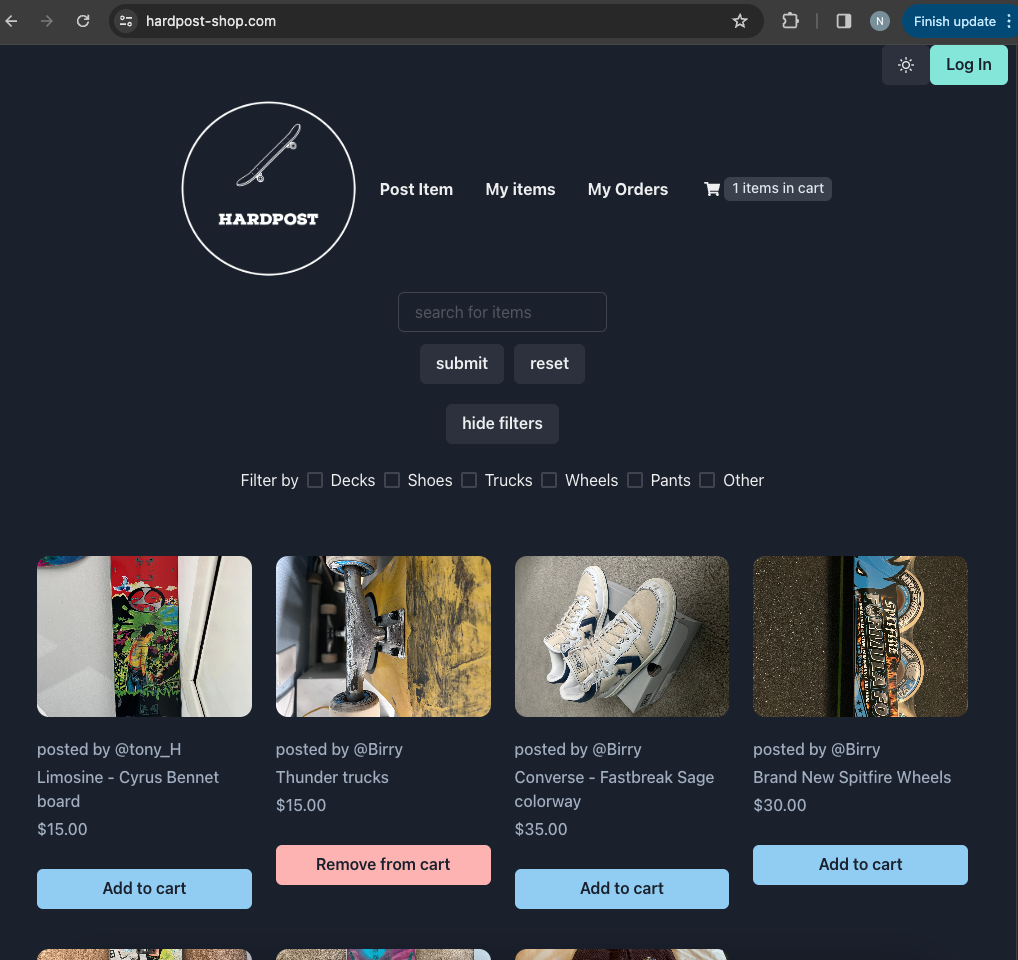 hardpost-shop.com
N
Finish update
Log In
HARDPOST
Post Item
My items
My Orders
1 items in cart
search for items
submit
reset
hide filters
Filter by Decks Shoes Trucks Wheels Pants Other
SPITFIRE
posted by @tony_H
Limosine - Cyrus Bennet
board
$15.00
Add to cart
posted by @Birry
Thunder trucks
$15.00
Remove from cart
posted by @Birry
Converse - Fastbreak Sage
colorway
$35.00
Add to cart
posted by @Birry
Brand New Spitfire Wheels
$30.00
Add to cart